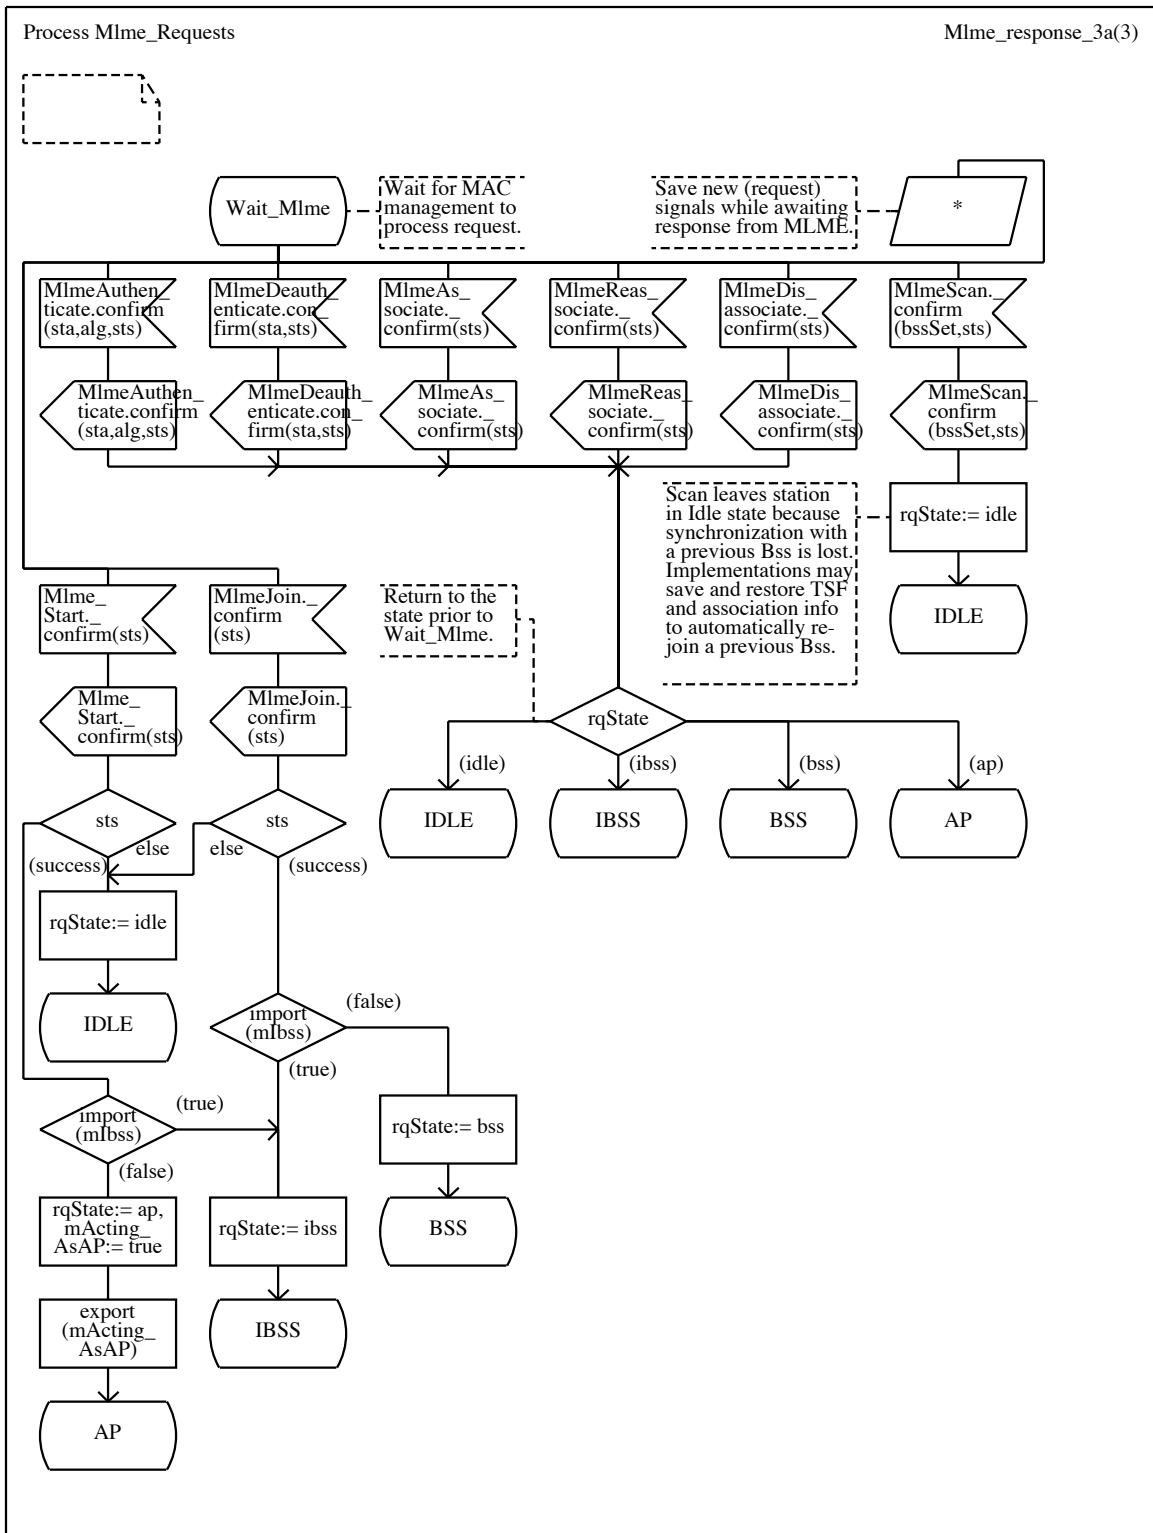 Process Mlme_Requests
Mlme_response_3a(3)
Wait_Mlme
Wait for MAC
management to
process request.
Save new (request)
signals while awaiting
response from MLME.
*
MlmeAuthen_
ticate.confirm
(sta,alg,sts)
MlmeDeauth_
enticate.con_
firm(sta,sts)
MlmeAs_
sociate._
confirm(sts)
MlmeReas_
sociate._
confirm(sts)
MlmeDis_
associate._
confirm(sts)
MlmeScan._
confirm
(bssSet,sts)
MlmeAuthen_
ticate.confirm
(sta,alg,sts)
MlmeDeauth_
enticate.con_
firm(sta,sts)
MlmeAs_
sociate._
confirm(sts)
MlmeReas_
sociate._
confirm(sts)
MlmeDis_
associate._
confirm(sts)
MlmeScan._
confirm
(bssSet,sts)
Scan leaves station
in Idle state because
synchronization with
a previous Bss is lost.
Implementations may
save and restore TSF
and association info
to automatically re-
join a previous Bss.
rqState:= idle
IDLE
Mlme_
Start._
confirm(sts)
MlmeJoin._
confirm
(sts)
Return to the
state prior to
Wait_Mlme.
Mlme_
Start._
confirm(sts)
MlmeJoin._
confirm
(sts)
rqState
(idle)
(ibss)
(bss)
(ap)
IDLE
IBSS
BSS
AP
sts
else
(success)
sts
else
(success)
rqState:= idle
IDLE
import
(mIbss)
(false)
(true)
import
(mIbss)
(true)
(false)
rqState:= bss
BSS
rqState:= ap,
mActing_
AsAP:= true
rqState:= ibss
export
(mActing_
AsAP)
IBSS
AP